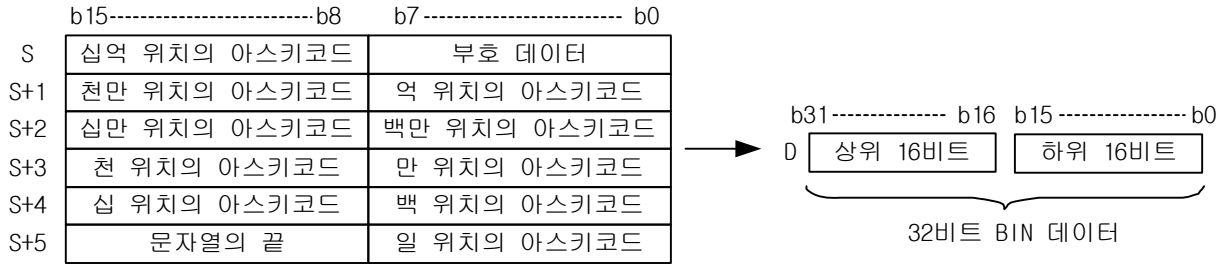 b15----------------------------b8 b7 --------------------------- b0
S 십억 위치의 아스키코드 부호 데이터
S+1 천만 위치의 아스키코드 억 위치의 아스키코드
S+2 십만 위치의 아스키코드 백만 위치의 아스키코드
S+3 천 위치의 아스키코드 만 위치의 아스키코드
S+4 십 위치의 아스키코드 백 위치의 아스키코드
S+5 문자열의 끝 일 위치의 아스키코드
b31 --------------- b16 b15 ----------------- b0
D 상위 16비트 하위 16비트
32비트 BIN 데이터